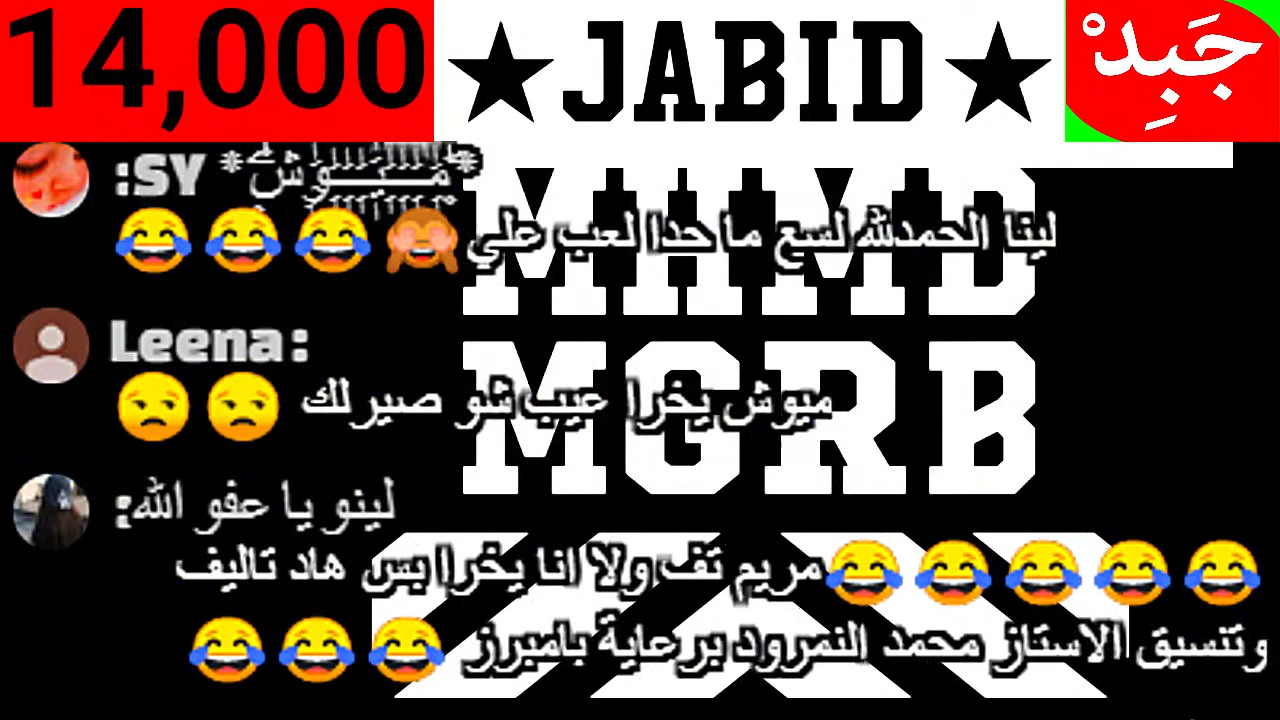 14,000
★JABID★
جَبِدْ
:SY *مـــيـــوش*
لينا الحمدلله لسع ما حدا لعب علي🙈😂😂😂
MHMD
Leena:
ميوش يخرا عيب شو صيرلك 😒😒
MGRB
لينو يا عفو الله:
😂😂😂😂😂مريم تف ولا انا يخرا بس هاد تاليف
وتنسيق الاستاز محمد النمرود برعاية بامبرز 😂😂😂